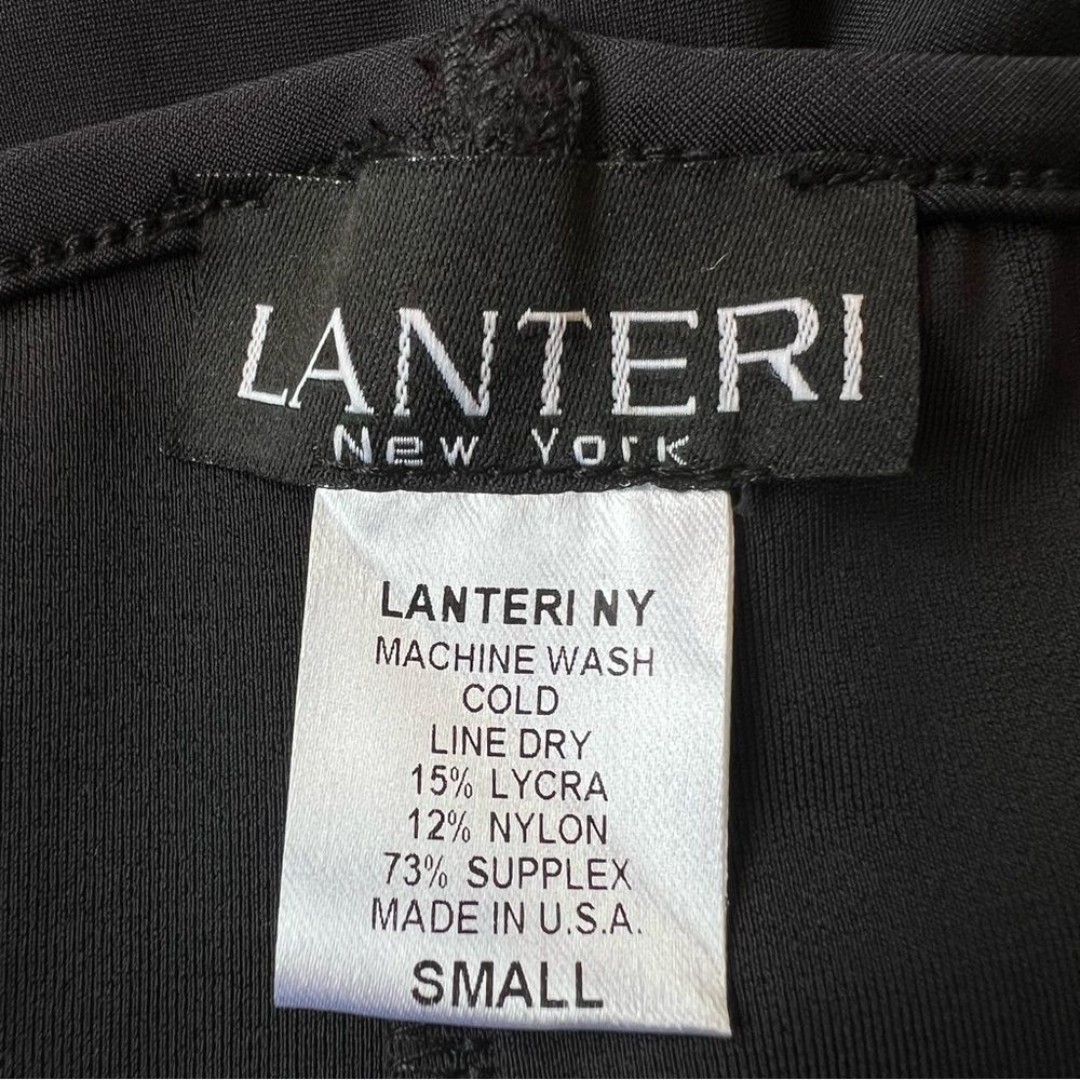 LANTERI
New York
LANTERI NY
MACHINE WASH
COLD
LINE DRY
15% LYCRA
12% NYLON
73% SUPPLEX
MADE IN U.S.A.
SMALL